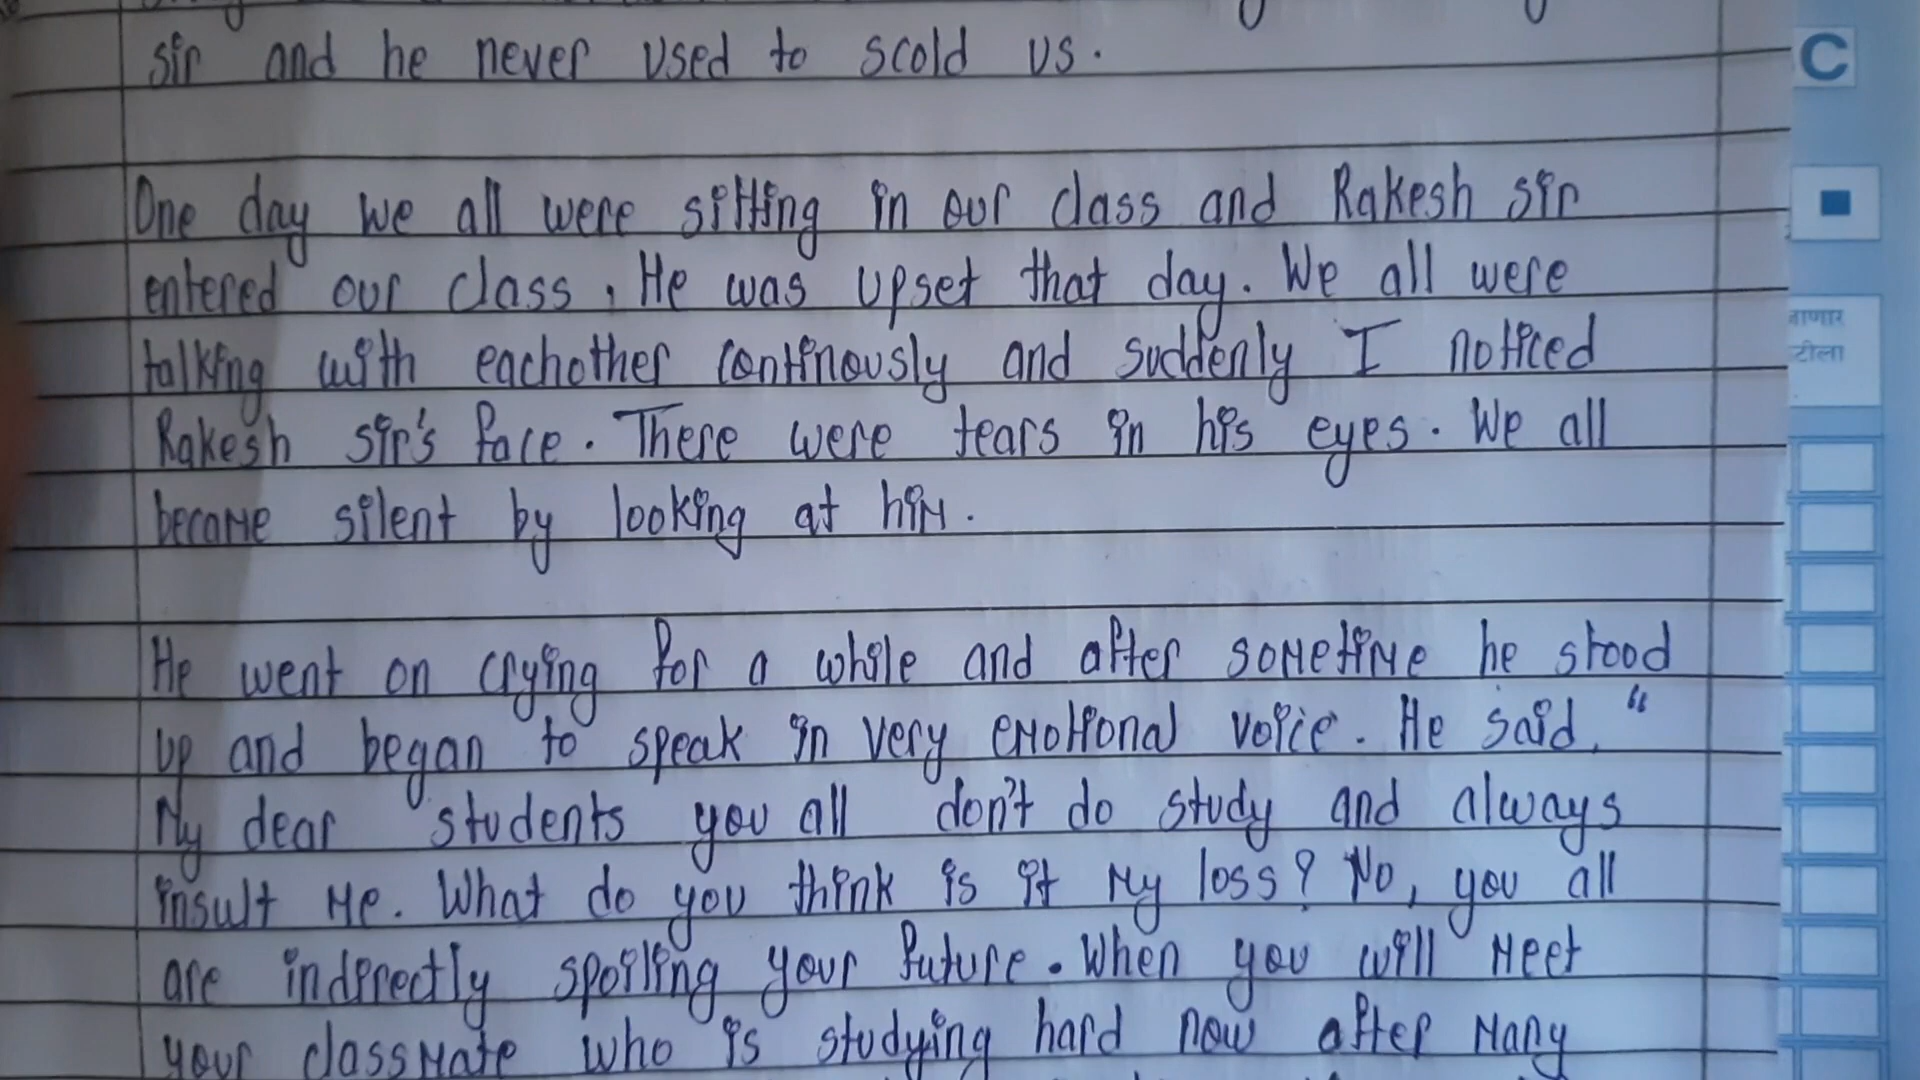 sir and he never used to scold us.
One day we all were sitting in our class and Rakesh sir
entered our class. He was upset that day. We all were
talking with eachother continously and suddenly I noticed
Rakesh sir's face. There were tears in his eyes. We all
became silent by looking at him.
He went on crying for a while and after sometime he stood
up and began to speak in very emotional voice. He said, "
My dear students you all don't do study and always
insult me. What do you think is it my loss? No, you all
are indirectly spoiling your future. When you will meet
your classmate who is studying hard now after many
C
जाणार
टीला